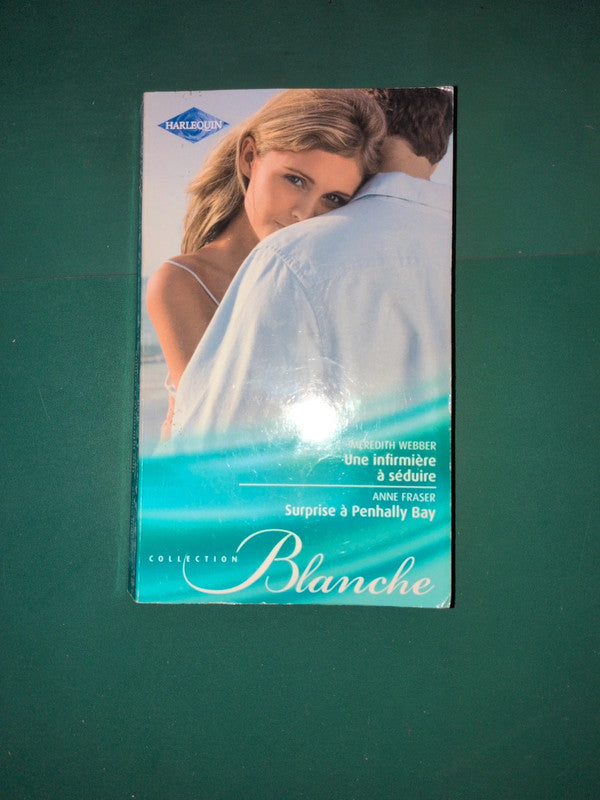 HARLEQUIN
MEREDITH WEBBER
Une infirmière
à séduire
ANNE FRASER
Surprise à Penhally Bay
COLLECTION
Blanche